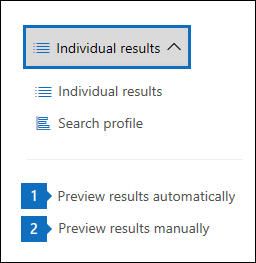 Individual results
Individual results
Search profile
1 Preview results automatically
2 Preview results manually